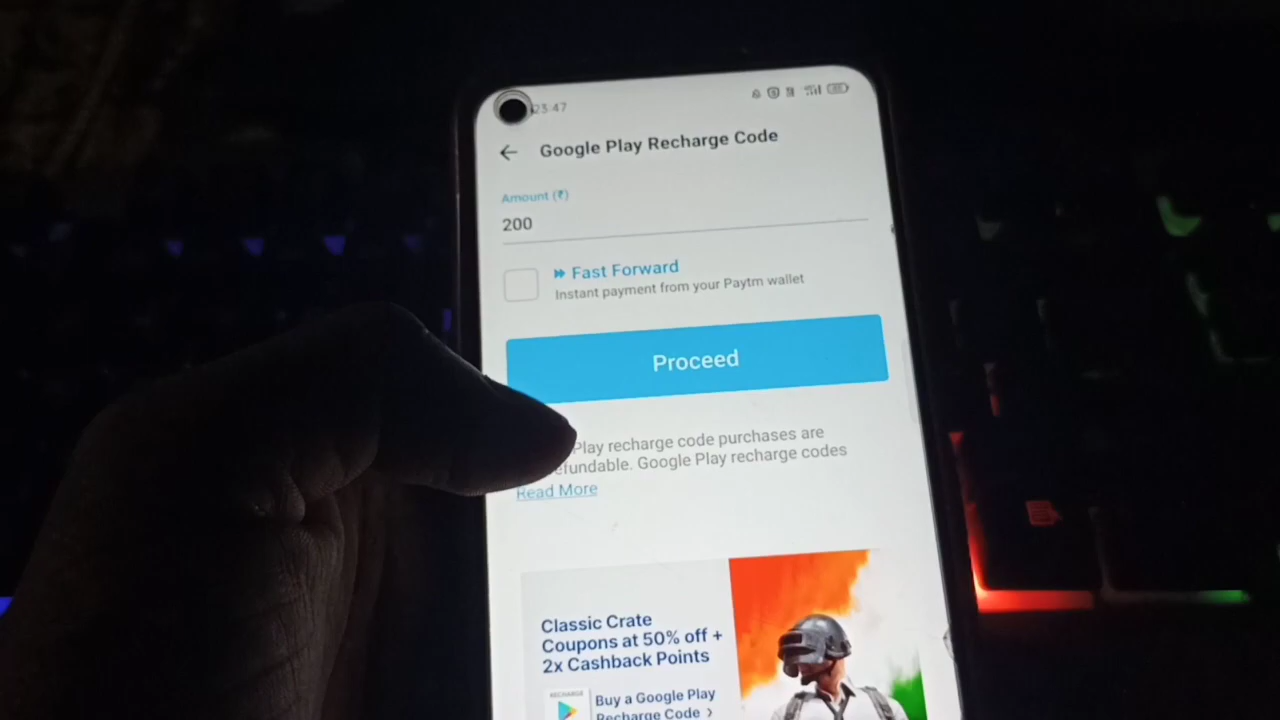 23:47
Google Play Recharge Code
Amount (₹)
200
Fast Forward
Instant payment from your Paytm wallet
Proceed
Play recharge code purchases are
efundable. Google Play recharge codes
Read More
Classic Crate
Coupons at 50% off +
2x Cashback Points
RECHARGE
Buy a Google Play
Recharge Code >